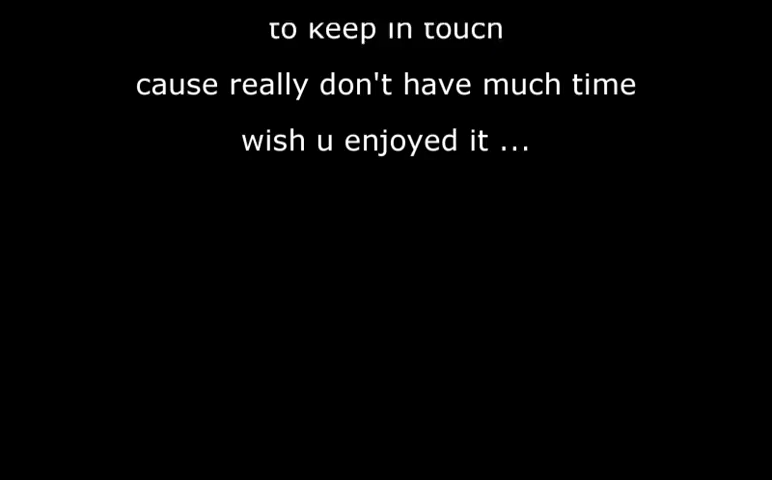 to keep in touch
cause really don't have much time
wish u enjoyed it ...